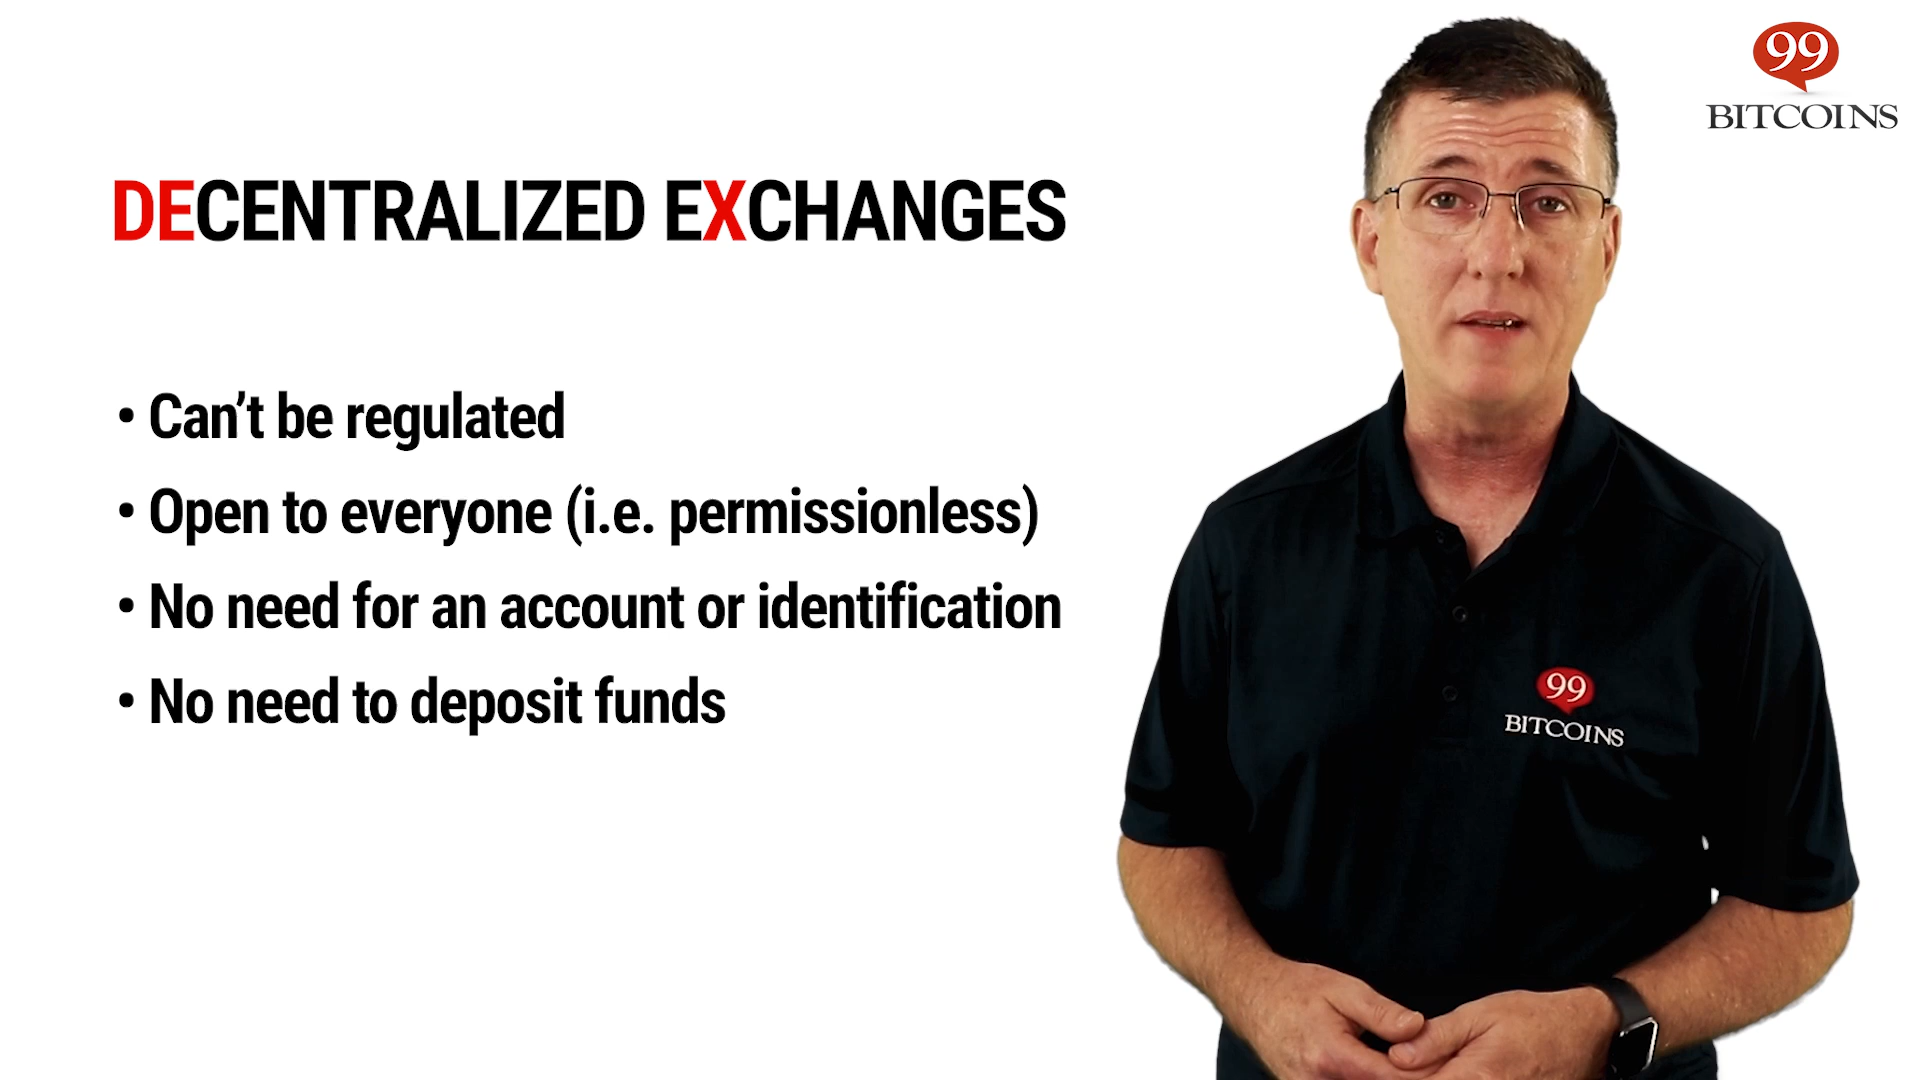 99
BITCOINS
DECENTRALIZED EXCHANGES
• Can’t be regulated
• Open to everyone (i.e. permissionless)
• No need for an account or identification
• No need to deposit funds
99
BITCOINS